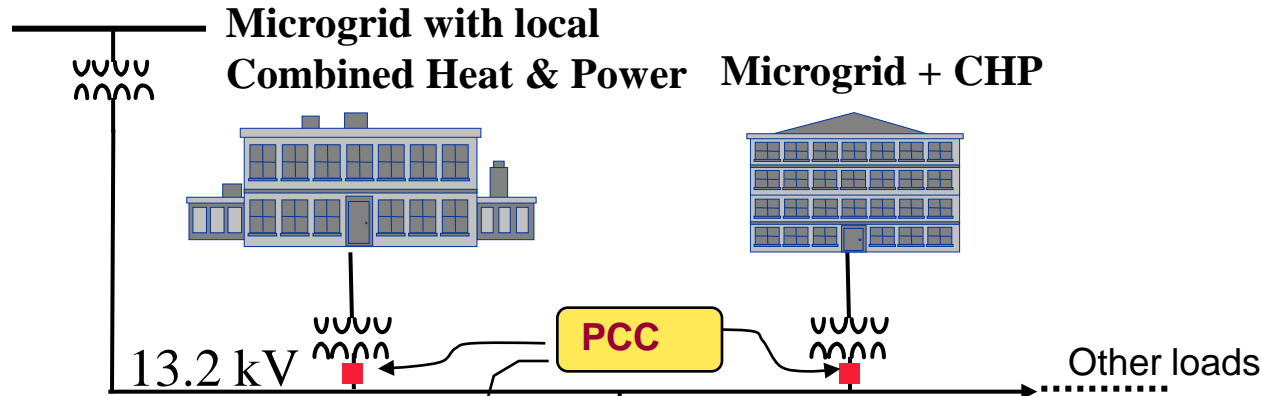 Microgrid with local
Combined Heat & Power
Microgrid + CHP
PCC
13.2 kV
Other loads